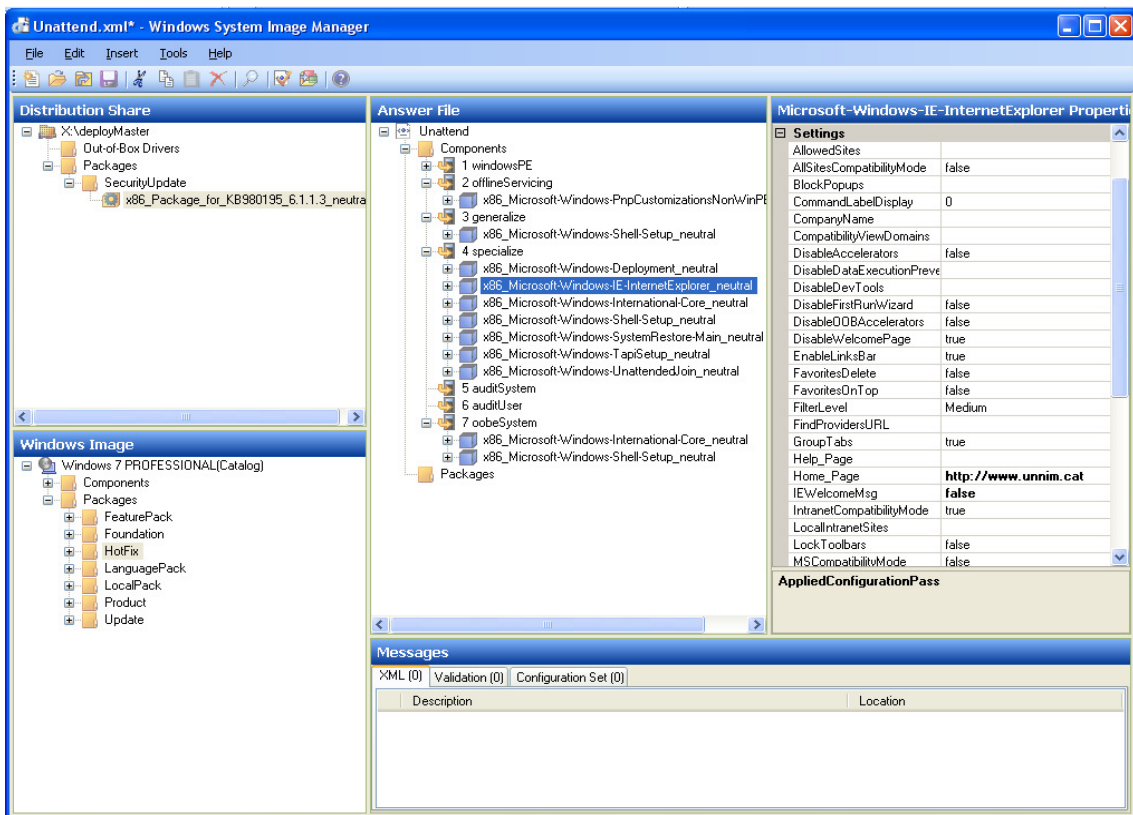 Unattend.xml* - Windows System Image Manager
File Edit Insert Tools Help
Distribution Share
X:\deployMaster
Out-of-Box Drivers
Packages
SecurityUpdate
x86_Package_for_KB980195_6.1.1.3_neutra
Windows Image
Windows 7 PROFESSIONAL(Catalog)
Components
Packages
FeaturePack
Foundation
HotFix
LanguagePack
LocalPack
Product
Update
Answer File
Unattend
Components
1 windowsPE
2 offlineServicing
x86_Microsoft-Windows-PnpCustomizationsNonWinPE
3 generalize
x86_Microsoft-Windows-Shell-Setup_neutral
4 specialize
x86_Microsoft-Windows-Deployment_neutral
x86_Microsoft-Windows-IE-InternetExplorer_neutral
x86_Microsoft-Windows-International-Core_neutral
x86_Microsoft-Windows-Shell-Setup_neutral
x86_Microsoft-Windows-SystemRestore-Main_neutral
x86_Microsoft-Windows-TapiSetup_neutral
x86_Microsoft-Windows-UnattendedJoin_neutral
5 auditSystem
6 auditUser
7 oobeSystem
x86_Microsoft-Windows-International-Core_neutral
x86_Microsoft-Windows-Shell-Setup_neutral
Packages
Microsoft-Windows-IE-InternetExplorer Properti
Settings
AllowedSites
AllSitesCompatibilityMode false
BlockPopups
CommandLabelDisplay 0
CompanyName
CompatibilityViewDomains
DisableAccelerators false
DisableDataExecutionPreve
DisableDevTools
DisableFirstRunWizard false
DisableOOBAccelerators false
DisableWelcomePage true
EnableLinksBar true
FavoritesDelete false
FavoritesOnTop false
FilterLevel Medium
FindProvidersURL
GroupTabs true
Help_Page
Home_Page http://www.unnim.cat
IEWelcomeMsg false
IntranetCompatibilityMode true
LocalIntranetSites
LockToolbars false
MSCompatibilityMode false
AppliedConfigurationPass
Messages
XML (0) Validation (0) Configuration Set (0)
Description Location